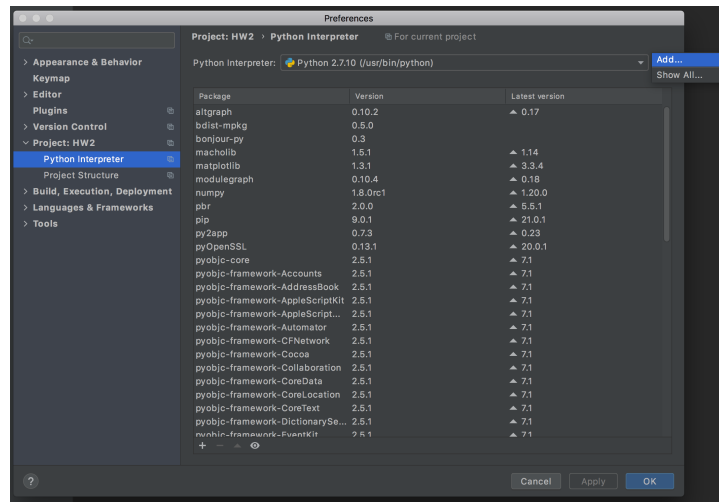 Preferences
Project: HW2 › Python Interpreter For current project
Python Interpreter: Python 2.7.10 (/usr/bin/python)
Add...
Show All...
Appearance & Behavior
Keymap
Editor
Plugins
Version Control
Project: HW2
Python Interpreter
Project Structure
Build, Execution, Deployment
Languages & Frameworks
Tools
Package Version Latest version
altgraph 0.10.2 0.17
bdist-mpkg 0.5.0
bonjour-py 0.3
macholib 1.5.1 1.14
matplotlib 1.3.1 3.3.4
modulegraph 0.10.4 0.18
numpy 1.8.0rc1 1.20.0
pbr 2.0.0 5.5.1
pip 9.0.1 21.0.1
py2app 0.7.3 0.23
pyOpenSSL 0.13.1 20.0.1
pyobjc-core 2.5.1 7.1
pyobjc-framework-Accounts 2.5.1 7.1
pyobjc-framework-AddressBook 2.5.1 7.1
pyobjc-framework-AppleScriptKit 2.5.1 7.1
pyobjc-framework-AppleScript... 2.5.1 7.1
pyobjc-framework-Automator 2.5.1 7.1
pyobjc-framework-CFNetwork 2.5.1 7.1
pyobjc-framework-Cocoa 2.5.1 7.1
pyobjc-framework-Collaboration 2.5.1 7.1
pyobjc-framework-CoreData 2.5.1 7.1
pyobjc-framework-CoreLocation 2.5.1 7.1
pyobjc-framework-CoreText 2.5.1 7.1
pyobjc-framework-DictionarySe... 2.5.1 7.1
pyobjc-framework-EventKit 2.5.1 7.1
? Cancel Apply OK